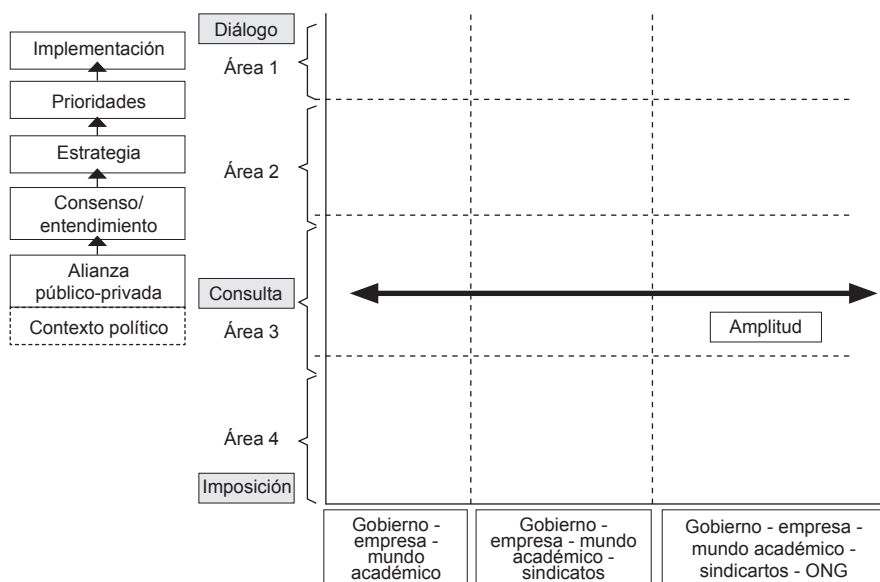 Implementación
Prioridades
Estrategia
Consenso/
entendimiento
Alianza
público-privada
Contexto político
Diálogo
Área 1
Área 2
Consulta
Área 3
Área 4
Imposición
Amplitud
Gobierno -
empresa -
mundo
académico
Gobierno -
empresa - mundo
académico -
sindicatos
Gobierno - empresa -
mundo académico -
sindicartos - ONG